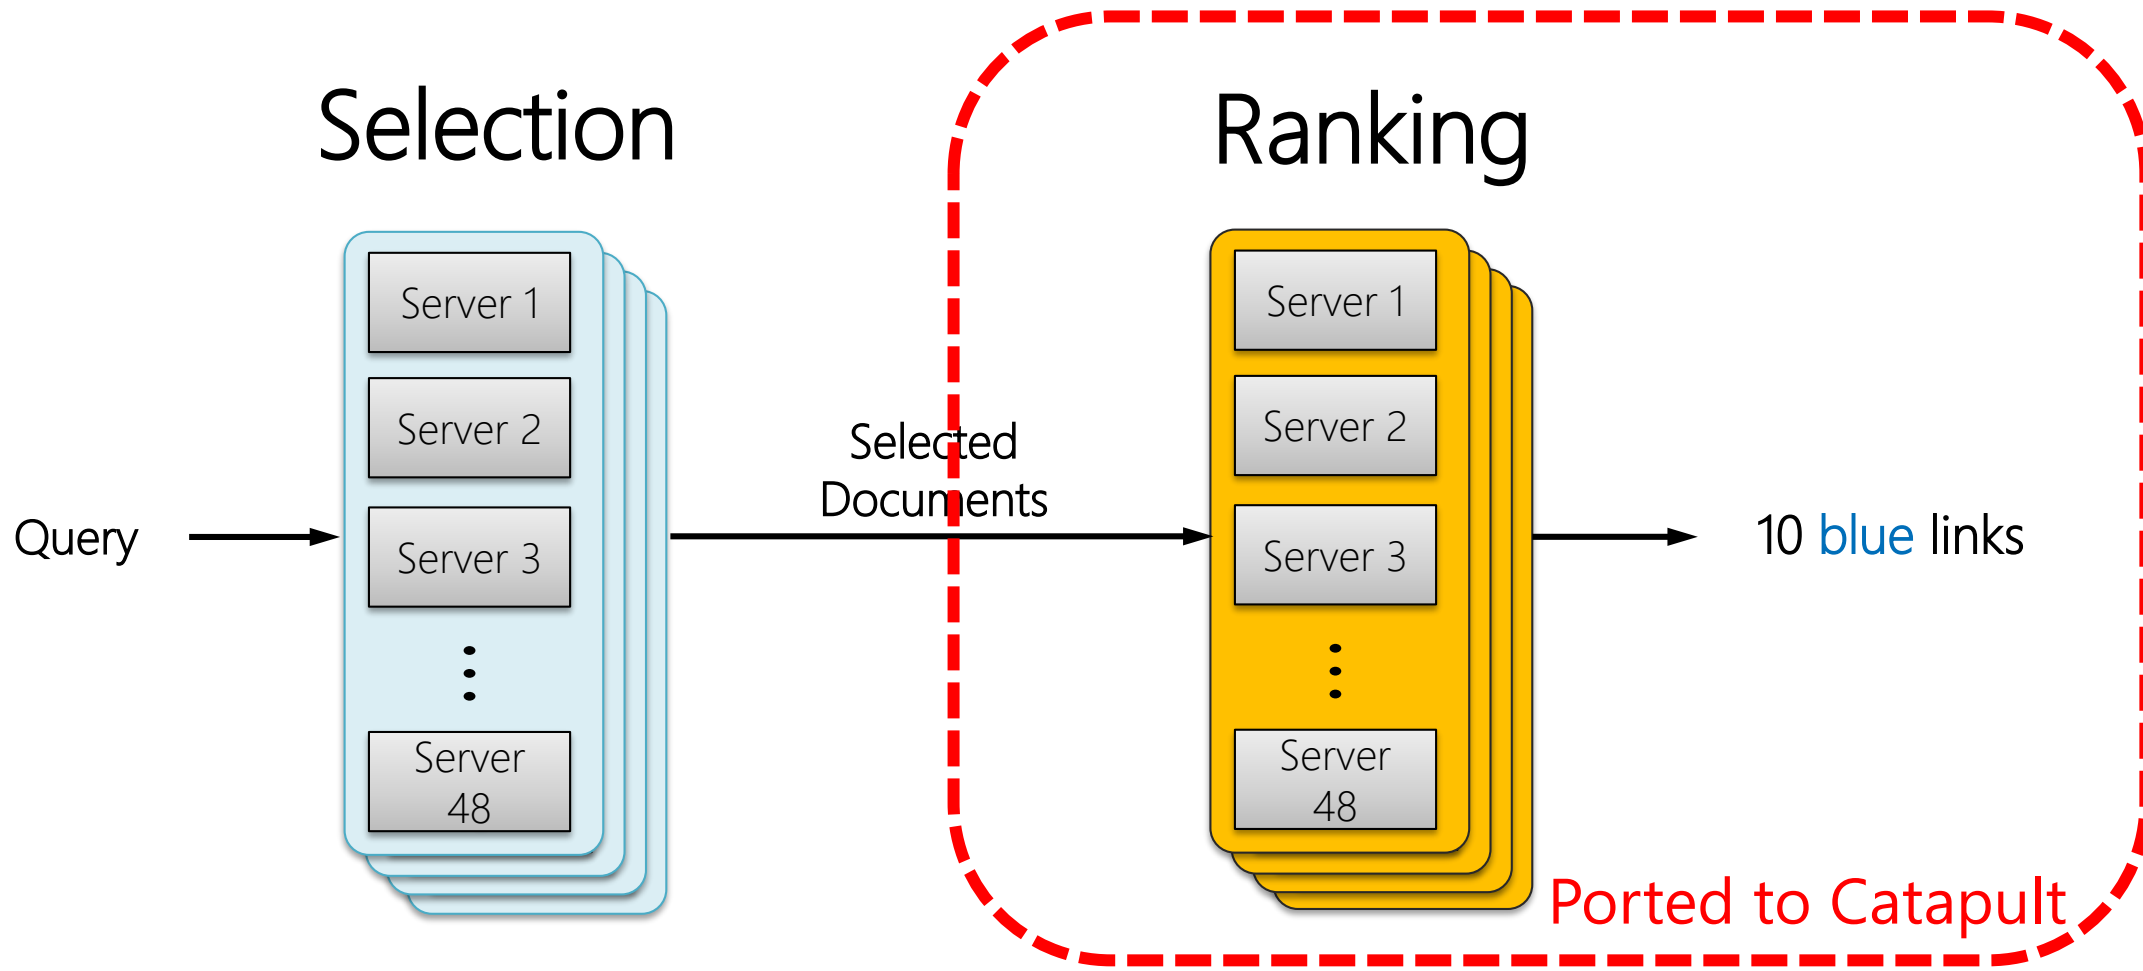 Selection
Ranking
Server 1
Server 2
Server 3
Server
48
Query
Selected
Documents
Server 1
Server 2
Server 3
Server
48
10 blue links
Ported to Catapult